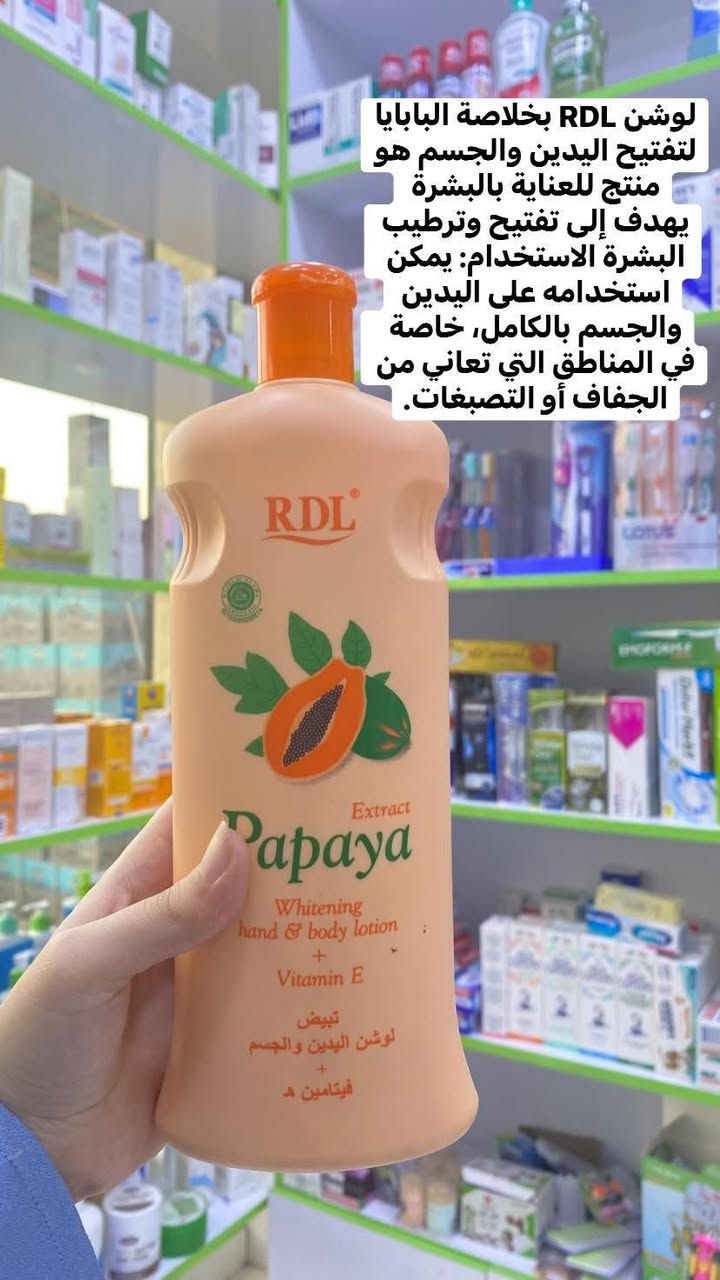 لوشن RDL بخلاصة البابايا
لتفتيح اليدين والجسم هو
منتج للعناية بالبشرة
يهدف إلى تفتيح وترطيب
البشرة الاستخدام: يمكن
استخدامه على اليدين
والجسم بالكامل، خاصة
في المناطق التي تعاني من
الجفاف أو التصبغات.
RDL®
Extract
Papaya
Whitening
hand & body lotion
+
Vitamin E
تبيض
لوشن اليدين والجسم
+
فيتامين هـ